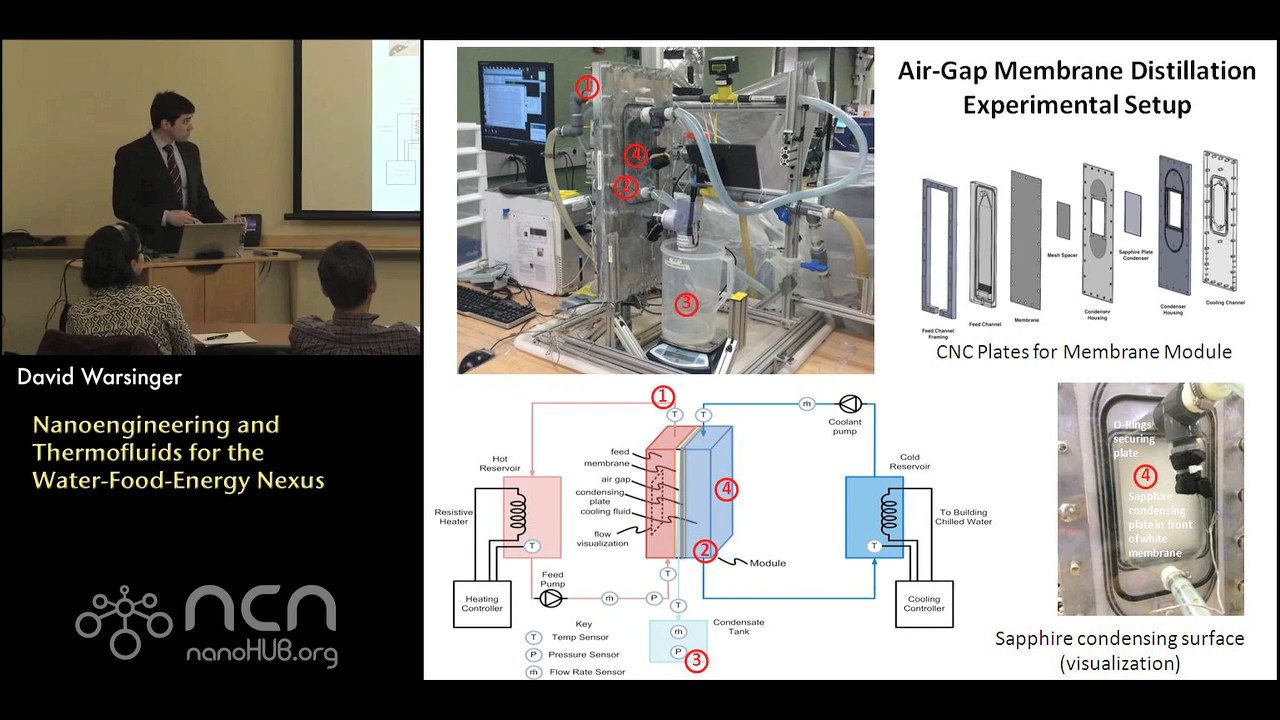 David Warsinger
Nanoengineering and
Thermofluids for the
Water-Food-Energy Nexus
ncn
nanoHUB.org
Air-Gap Membrane Distillation
Experimental Setup
1
4
2
3
Feed Channel
Framing
Feed Channel
Membrane
Mesh Spacer
Condenser
Housing
Sapphire Plate
Condenser
Condenser
Housing
Cooling Channel
CNC Plates for Membrane Module
1
T
T
ṁ
Coolant
pump
Hot
Reservoir
Resistive
Heater
T
Heating
Controller
Feed
Pump
ṁ
P
T
feed
membrane
air gap
condensing
plate
cooling fluid
flow
visualization
4
2
Module
T
Condensate
Tank
ṁ
P
3
Cold
Reservoir
To Building
Chilled Water
T
Cooling
Controller
Key
T Temp Sensor
P Pressure Sensor
ṁ Flow Rate Sensor
O-Rings
securing
plate
4
Sapphire
condensing
plate in front
of white
membrane
Sapphire condensing surface
(visualization)